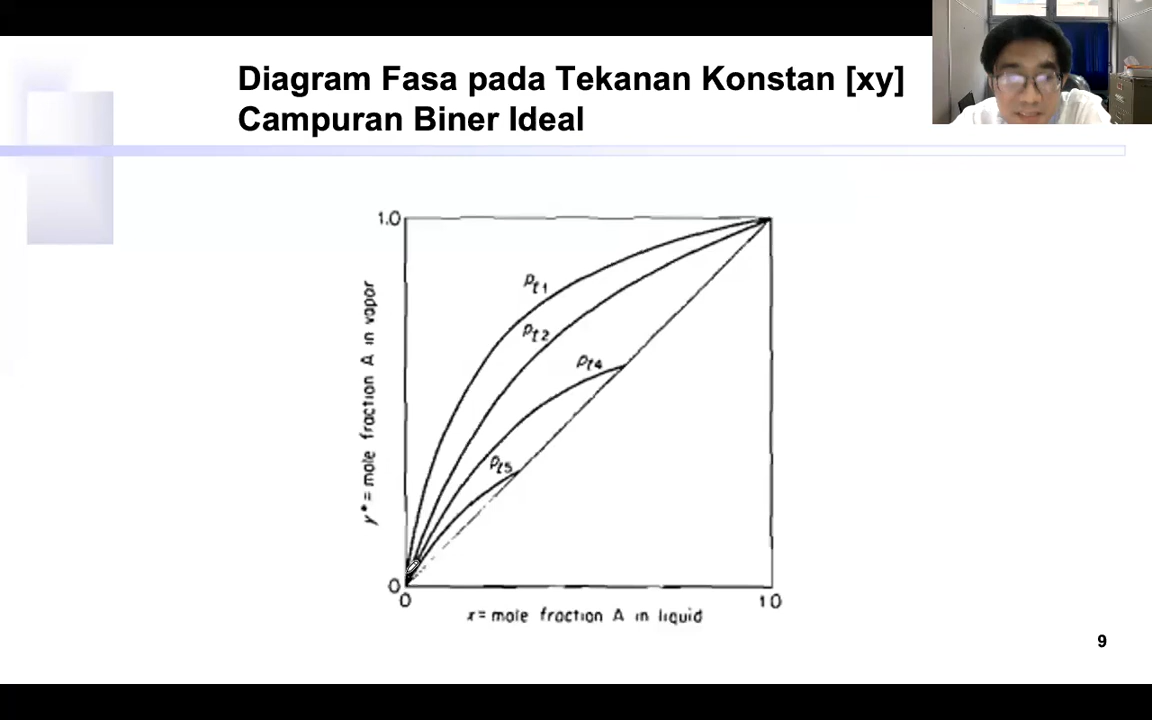 Diagram Fasa pada Tekanan Konstan [xy]
Campuran Biner Ideal
1.0
Pt1
Pt2
Pt4
Pt5
y* = mole fraction A in vapor
0
0
1 0
x = mole fraction A in liquid
9